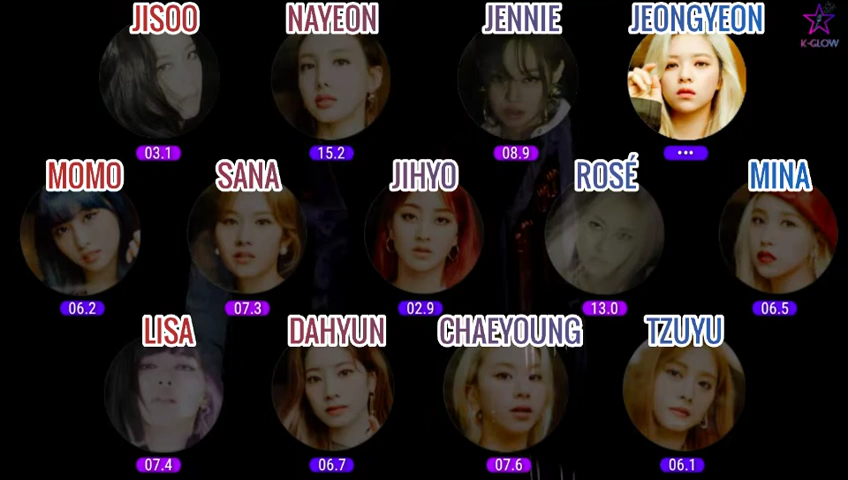 JISOO NAYEON JENNIE JEONGYEON
K-GLOW
03.1 15.2 08.9 •••
MOMO SANA JIHYO ROSÉ MINA
06.2 07.3 02.9 13.0 06.5
LISA DAHYUN CHAEYOUNG TZUYU
07.4 06.7 07.6 06.1